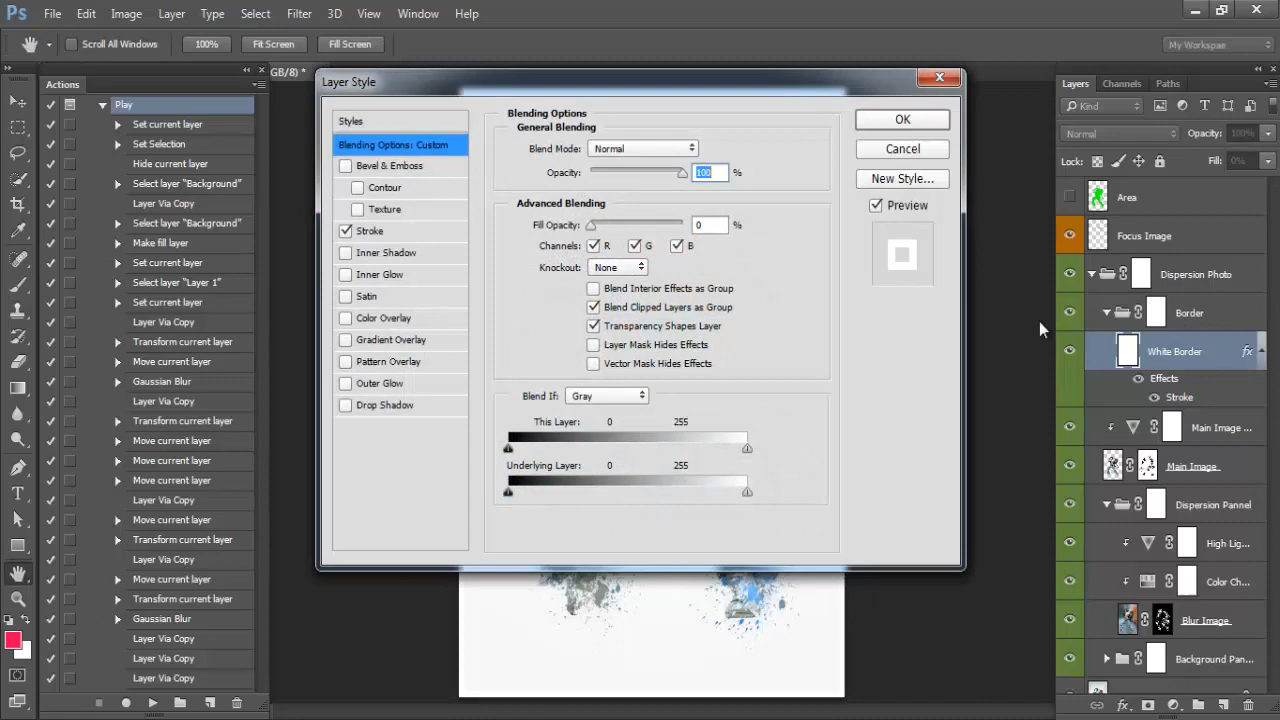 Ps File Edit Image Layer Type Select Filter 3D View Window Help
Scroll All Windows 100% Fit Screen Fill Screen My Workspae
GB/8) *
Actions
Play
Set current layer
Set Selection
Hide current layer
Select layer "Background"
Layer Via Copy
Select layer "Background"
Make fill layer
Set current layer
Select layer "Layer 1"
Set current layer
Layer Via Copy
Transform current layer
Move current layer
Gaussian Blur
Layer Via Copy
Transform current layer
Move current layer
Move current layer
Move current layer
Layer Via Copy
Move current layer
Transform current layer
Layer Via Copy
Move current layer
Transform current layer
Gaussian Blur
Layer Via Copy
Layer Via Copy
Layer Via Copy
Layer Style
Styles
Blending Options: Custom
Bevel & Emboss
Contour
Texture
Stroke
Inner Shadow
Inner Glow
Satin
Color Overlay
Gradient Overlay
Pattern Overlay
Outer Glow
Drop Shadow
Blending Options
General Blending
Blend Mode: Normal
Opacity: 100 %
Advanced Blending
Fill Opacity: 0 %
Channels: R G B
Knockout: None
Blend Interior Effects as Group
Blend Clipped Layers as Group
Transparency Shapes Layer
Layer Mask Hides Effects
Vector Mask Hides Effects
Blend If: Gray
This Layer: 0 255
Underlying Layer: 0 255
OK
Cancel
New Style...
Preview
Layers Channels Paths
Kind
Normal Opacity: 100%
Lock: Fill: 0%
Area
Focus Image
Dispersion Photo
Border
White Border fx
Effects
Stroke
Main Image ...
Main Image
Dispersion Pannel
High Lig...
Color Ch...
Blur Image
Background Pan...
fx